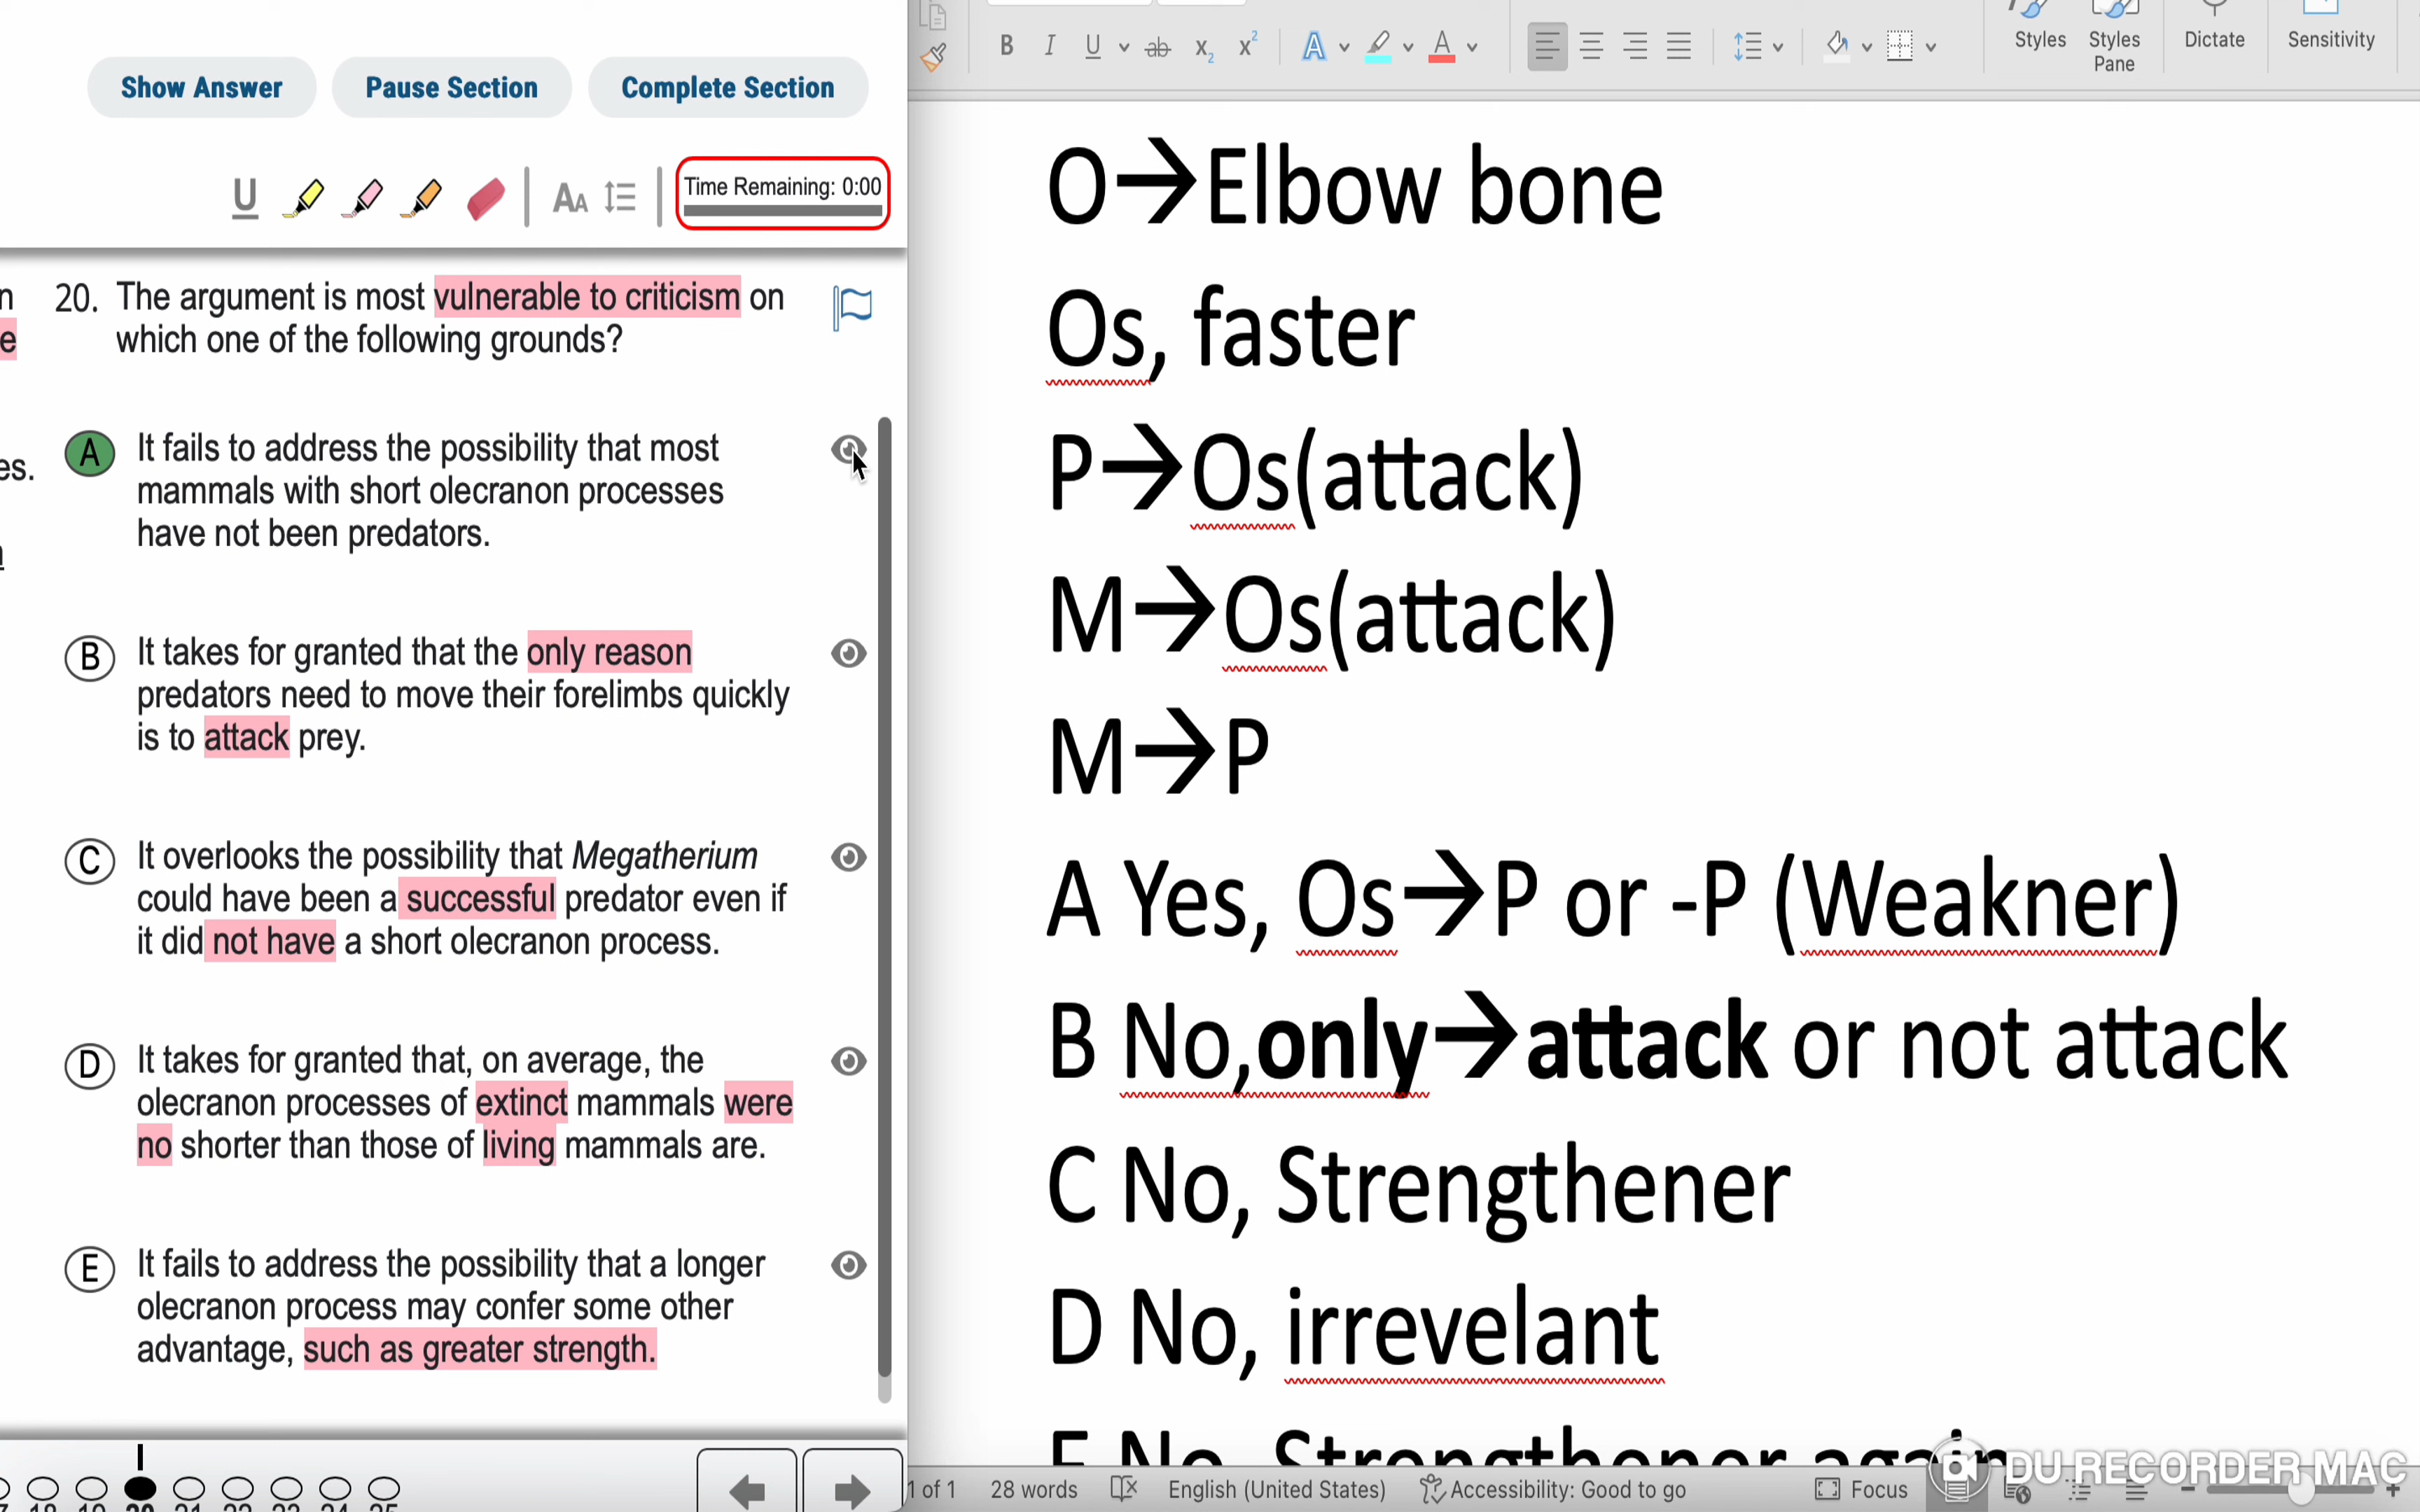 Show Answer
Pause Section
Complete Section
Time Remaining: 0:00
20. The argument is most vulnerable to criticism on
which one of the following grounds?
A It fails to address the possibility that most
mammals with short olecranon processes
have not been predators.
B It takes for granted that the only reason
predators need to move their forelimbs quickly
is to attack prey.
C It overlooks the possibility that Megatherium
could have been a successful predator even if
it did not have a short olecranon process.
D It takes for granted that, on average, the
olecranon processes of extinct mammals were
no shorter than those of living mammals are.
E It fails to address the possibility that a longer
olecranon process may confer some other
advantage, such as greater strength.
es.
Styles
Styles
Pane
Dictate
Sensitivity
O→Elbow bone
Os, faster
P→Os(attack)
M→Os(attack)
M→P
A Yes, Os→P or -P (Weakner)
B No,only→attack or not attack
C No, Strengthener
D No, irrevelant
E No, Strengthener again
1 of 1
28 words
English (United States)
Accessibility: Good to go
Focus
DU RECORDER MAC